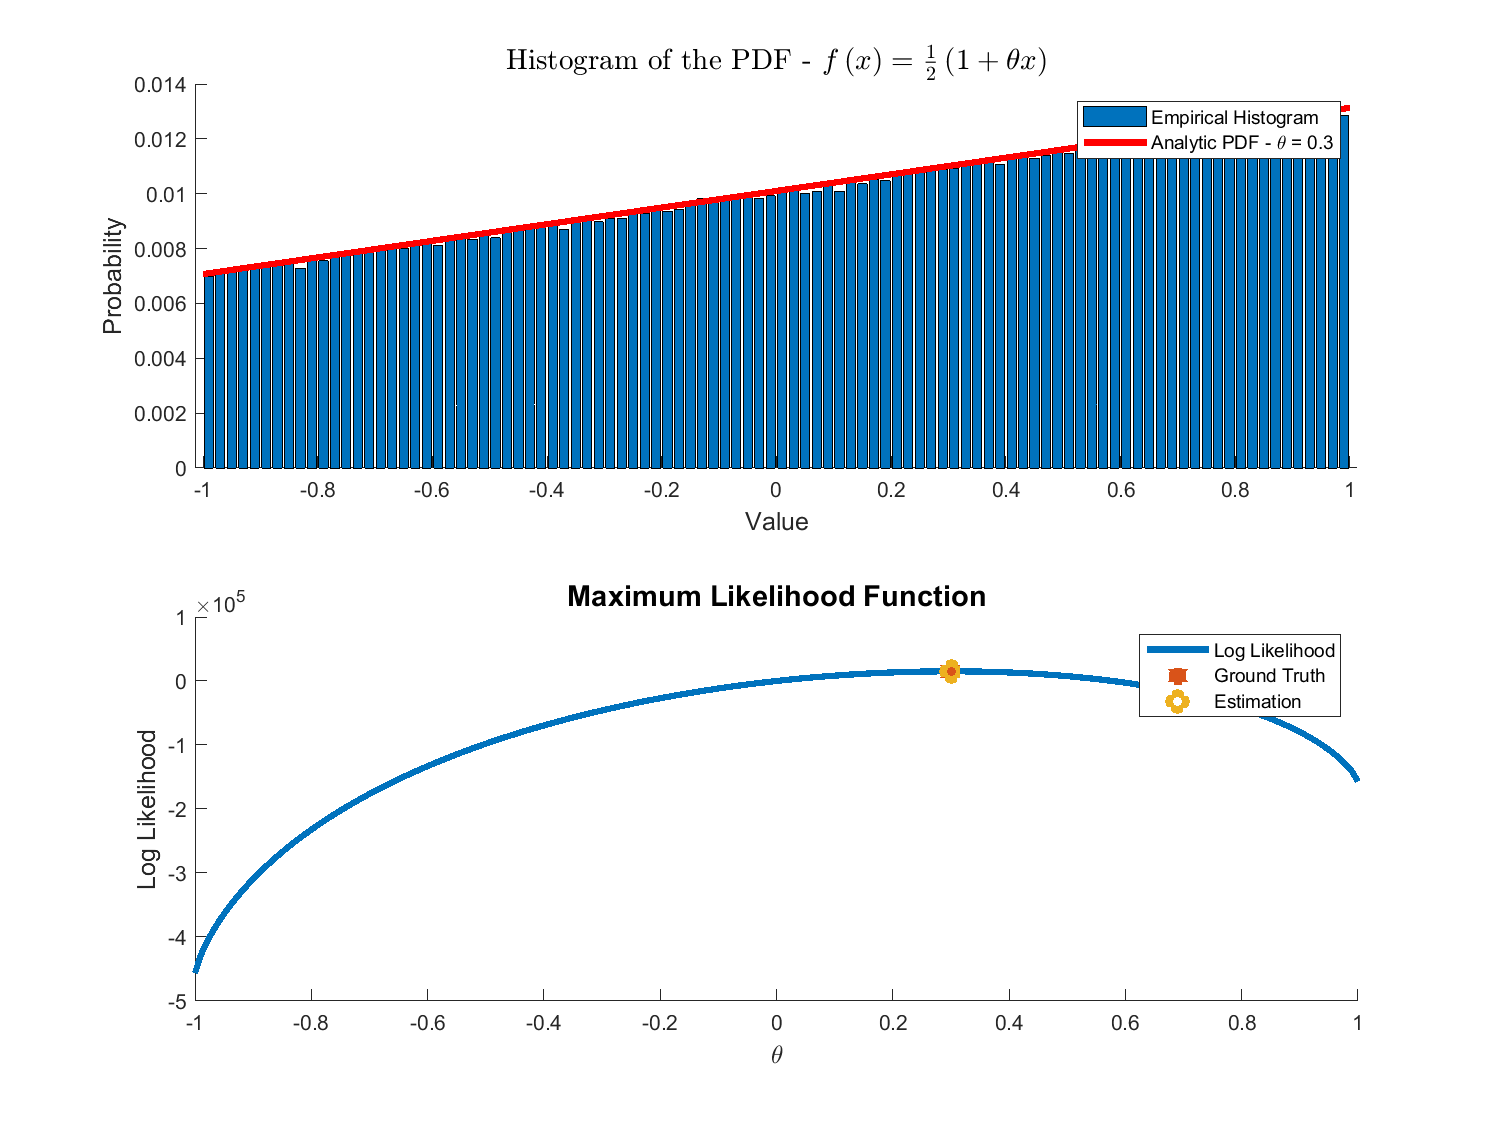 Histogram of the PDF - f (x) = 1/2 (1 + θx)
0.014
0.012
0.01
0.008
0.006
0.004
0.002
0
Probability
Empirical Histogram
Analytic PDF - θ = 0.3
-1 -0.8 -0.6 -0.4 -0.2 0 0.2 0.4 0.6 0.8 1
Value
Maximum Likelihood Function
×10^5
1
0
-1
-2
-3
-4
-5
Log Likelihood
Log Likelihood
Ground Truth
Estimation
-1 -0.8 -0.6 -0.4 -0.2 0 0.2 0.4 0.6 0.8 1
θ